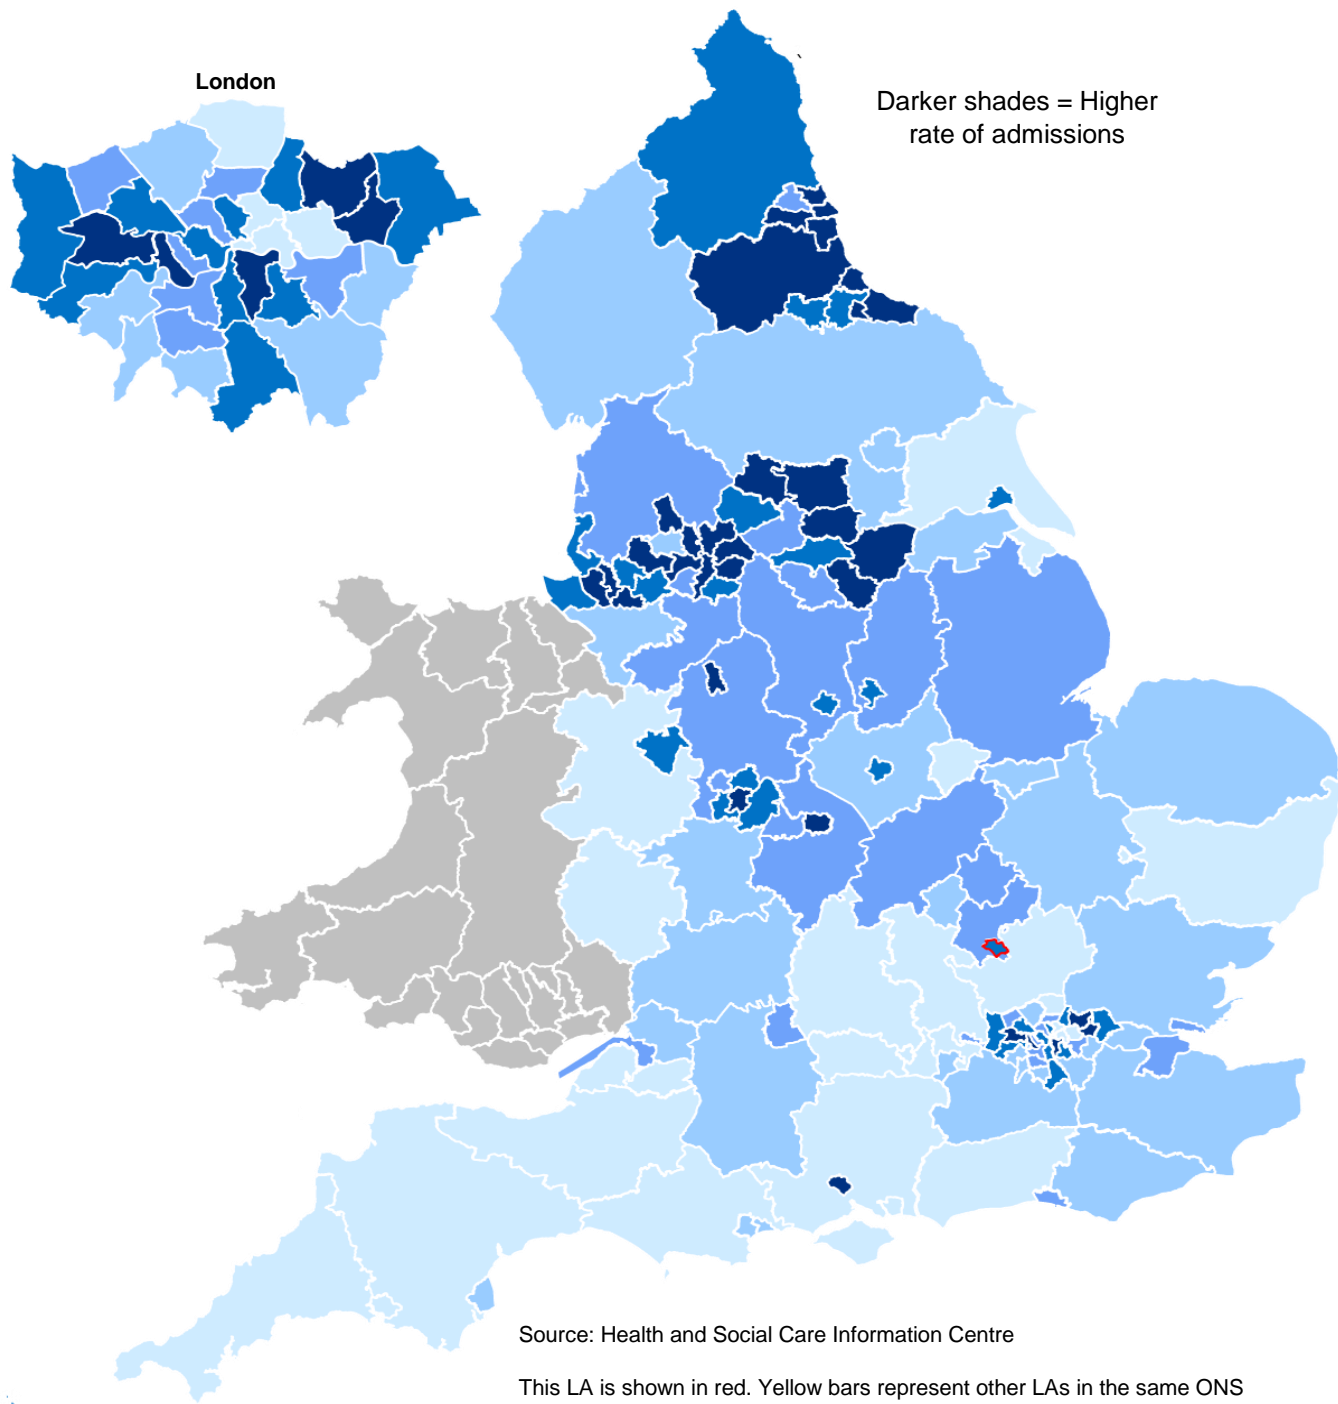 London
Darker shades = Higher
rate of admissions
Source: Health and Social Care Information Centre
This LA is shown in red. Yellow bars represent other LAs in the same ONS